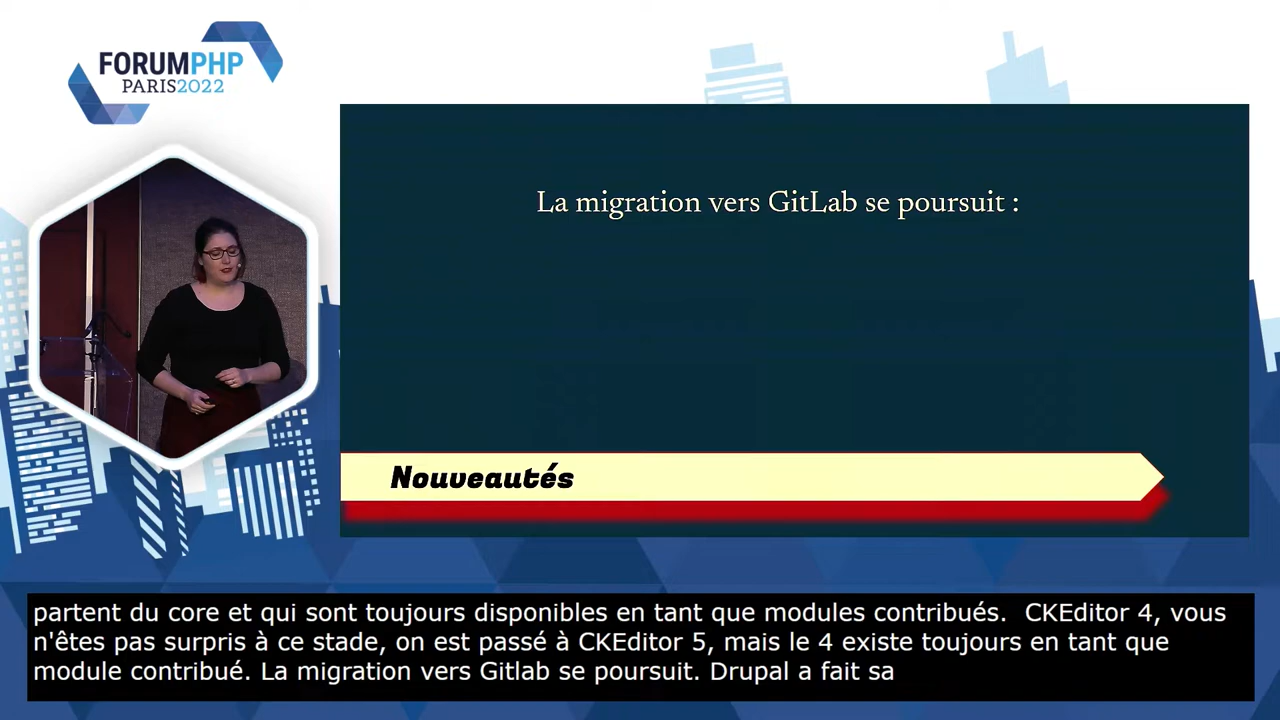 FORUMPHP
PARIS2022
La migration vers GitLab se poursuit :
Nouveautés
partent du core et qui sont toujours disponibles en tant que modules contribués.  CKEditor 4, vous
n'êtes pas surpris à ce stade, on est passé à CKEditor 5, mais le 4 existe toujours en tant que
module contribué. La migration vers Gitlab se poursuit. Drupal a fait sa